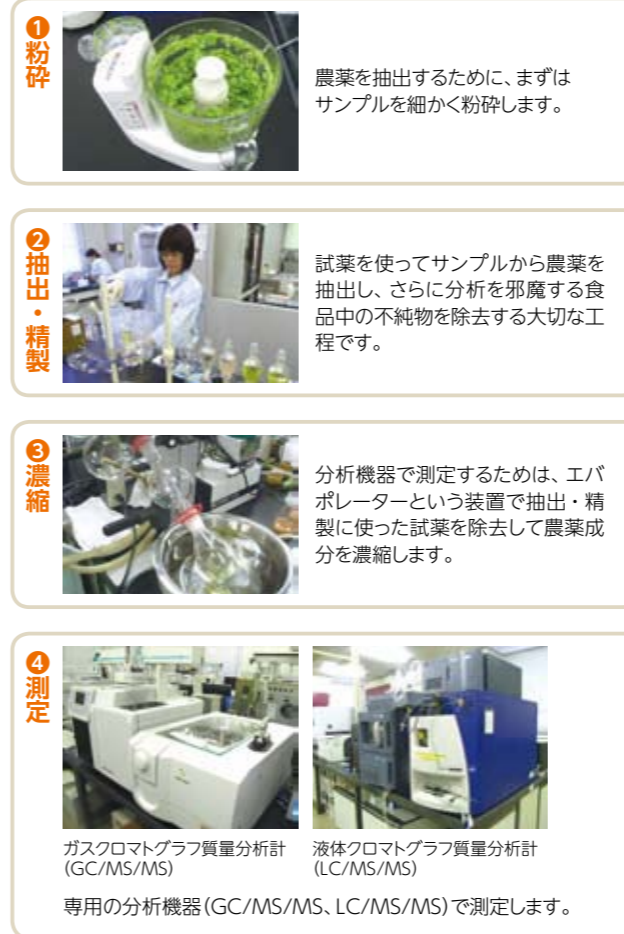 ❶粉砕
農薬を抽出するために、まずは
サンプルを細かく粉砕します。
❷抽出・精製
試薬を使ってサンプルから農薬を
抽出し、さらに分析を邪魔する食
品中の不純物を除去する大切な工
程です。
❸濃縮
分析機器で測定するためは、エバ
ポレーターという装置で抽出・精
製に使った試薬を除去して農薬成
分を濃縮します。
❹測定
ガスクロマトグラフ質量分析計
(GC/MS/MS)
液体クロマトグラフ質量分析計
(LC/MS/MS)
専用の分析機器(GC/MS/MS、LC/MS/MS)で測定します。